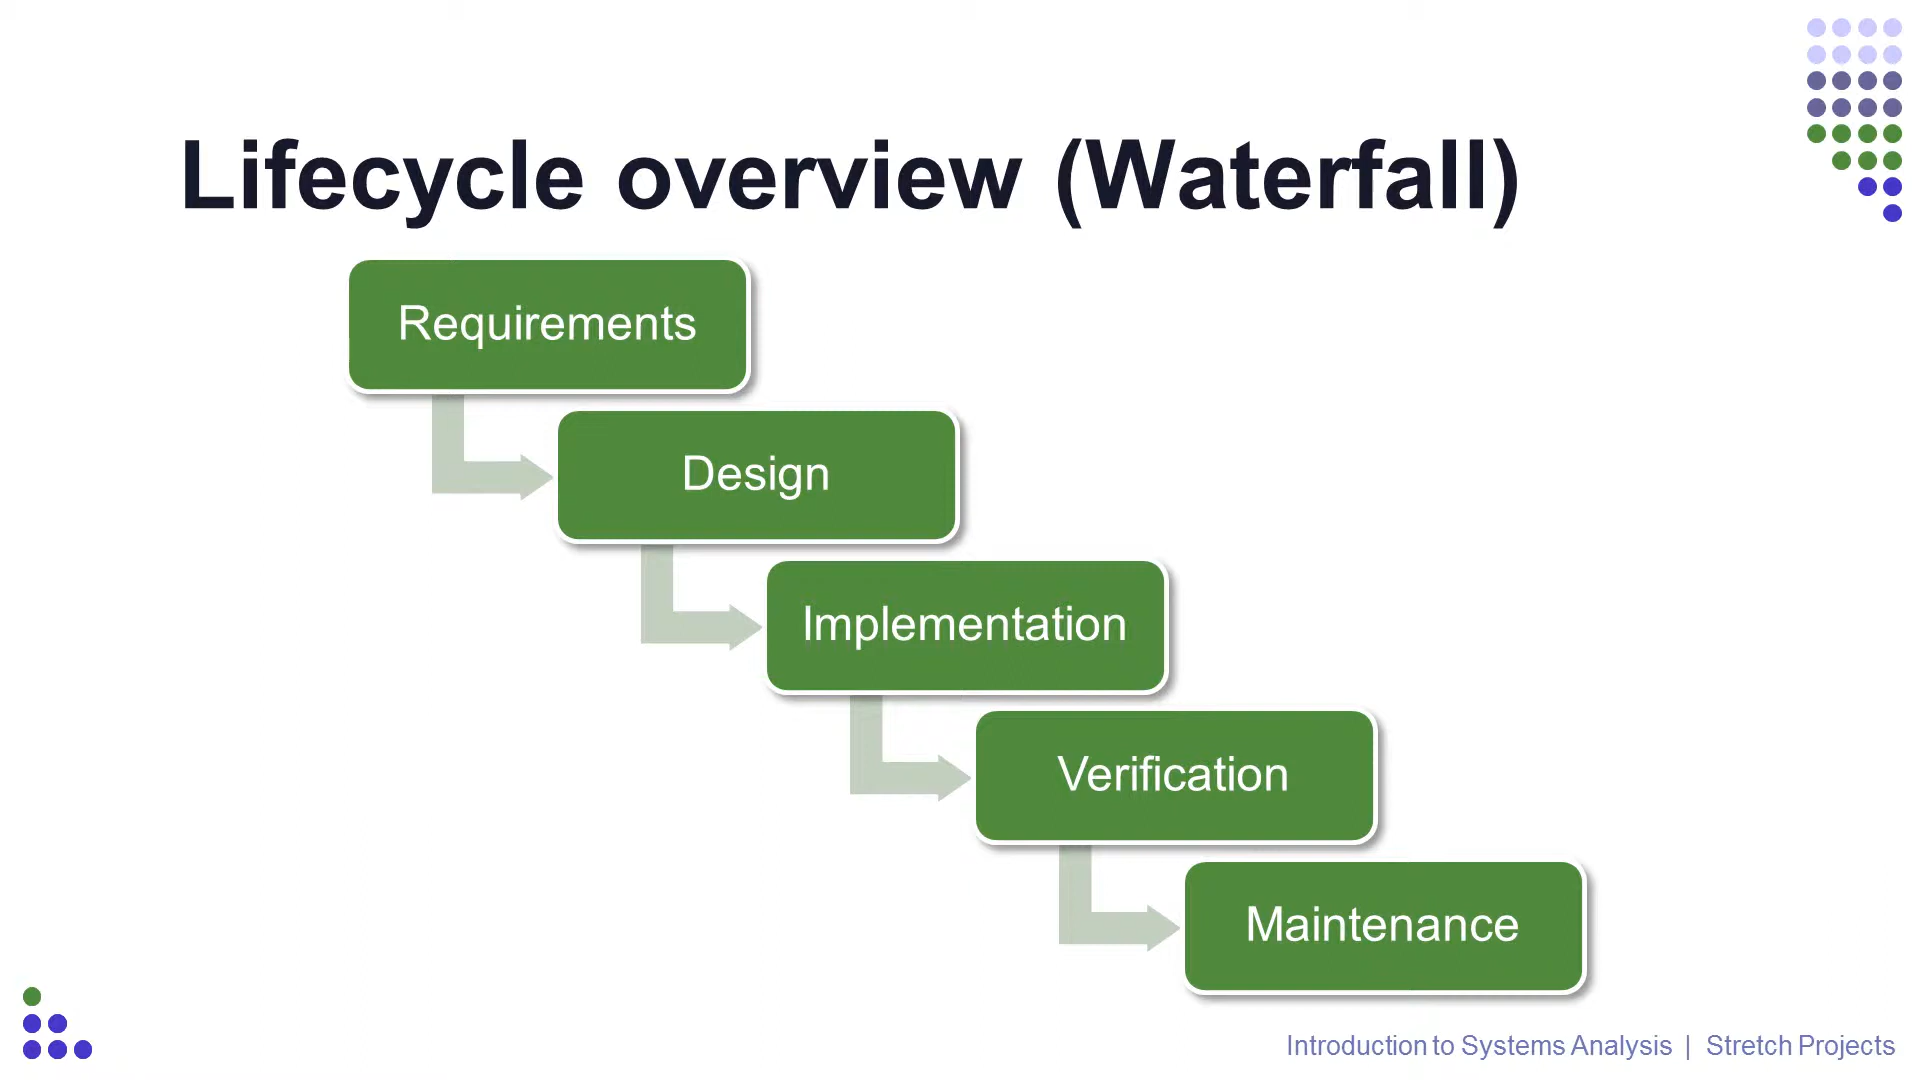 Lifecycle overview (Waterfall)
Requirements
Design
Implementation
Verification
Maintenance
Introduction to Systems Analysis | Stretch Projects